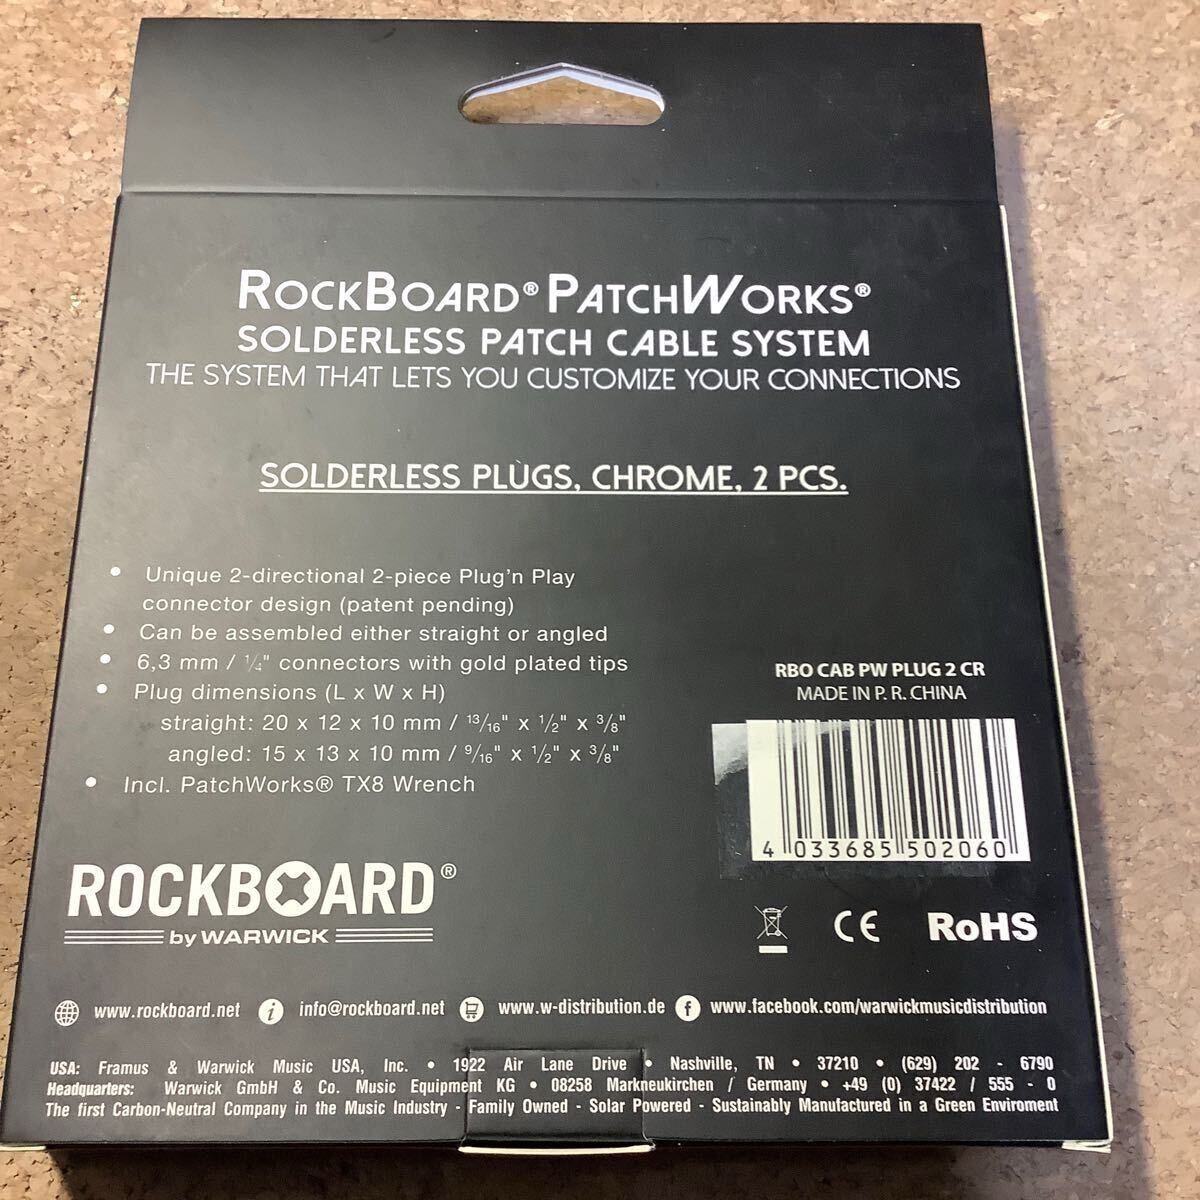 ROCKBOARD® PATCHWORKS®
SOLDERLESS PATCH CABLE SYSTEM
THE SYSTEM THAT LETS YOU CUSTOMIZE YOUR CONNECTIONS
SOLDERLESS PLÙGS, CHROME, 2 PCS.
• Unique 2-directional 2-piece Plug'n Play
connector design (patent pending)
• Can be assembled either straight or angled
• 6,3 mm / ¼" connectors with gold plated tips
• Plug dimensions (L x W x H)
straight: 20 x 12 x 10 mm / 13/16" x 1/2" x 3/8"
angled: 15 x 13 x 10 mm / 9/16" x 1/2" x 3/8"
• Incl. PatchWorks® TX8 Wrench
RBO CAB PW PLUG 2 CR
MADE IN P. R. CHINA
4 033685 502060
ROCKBOARD®
by WARWICK
CE RoHS
www.rockboard.net info@rockboard.net www.w-distribution.de www.facebook.com/warwickmusicdistribution
USA: Framus & Warwick Music USA, Inc. • 1922 Air Lane Drive • Nashville, TN • 37210 • (629) 202 - 6790
Headquarters: Warwick GmbH & Co. Music Equipment KG • 08258 Markneukirchen / Germany • +49 (0) 37422 / 555 - 0
The first Carbon-Neutral Company in the Music Industry - Family Owned - Solar Powered - Sustainably Manufactured in a Green Enviroment